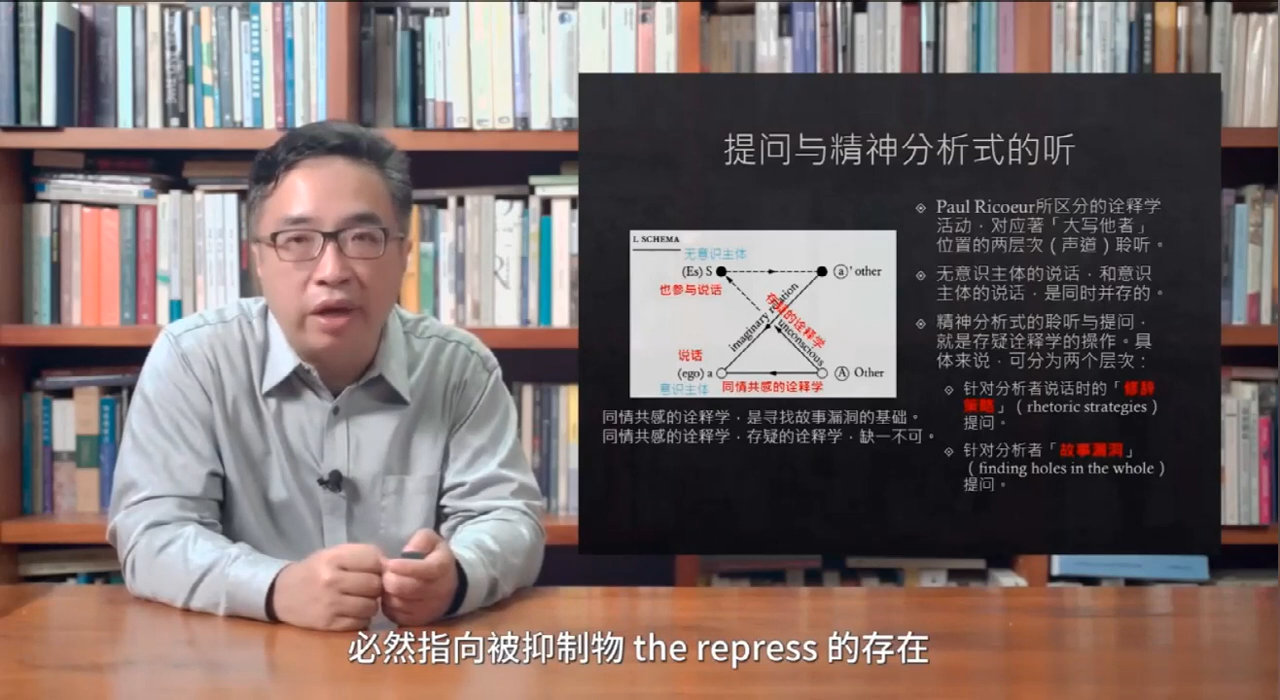 提问与精神分析式的听
L SCHEMA
无意识主体
(Es) S
ⓐ' other
也参与说话
imaginary relation
存疑的诠释学
unconscious
说话
(ego) a
Ⓐ Other
意识主体
同情共感的诠释学
同情共感的诠释学，是寻找故事漏洞的基础。
同情共感的诠释学，存疑的诠释学，缺一不可。
Paul Ricoeur所区分的诠释学
活动，对应著「大写他者」
位置的两层次（声道）聆听。
无意识主体的说话，和意识
主体的说话，是同时并存的。
精神分析式的聆听与提问，
就是存疑诠释学的操作。具
体来说，可分为两个层次：
针对分析者说话时的「修辞
策略」（rhetoric strategies）
提问。
针对分析者「故事漏洞」
（finding holes in the whole）
提问。
必然指向被抑制物 the repress 的存在